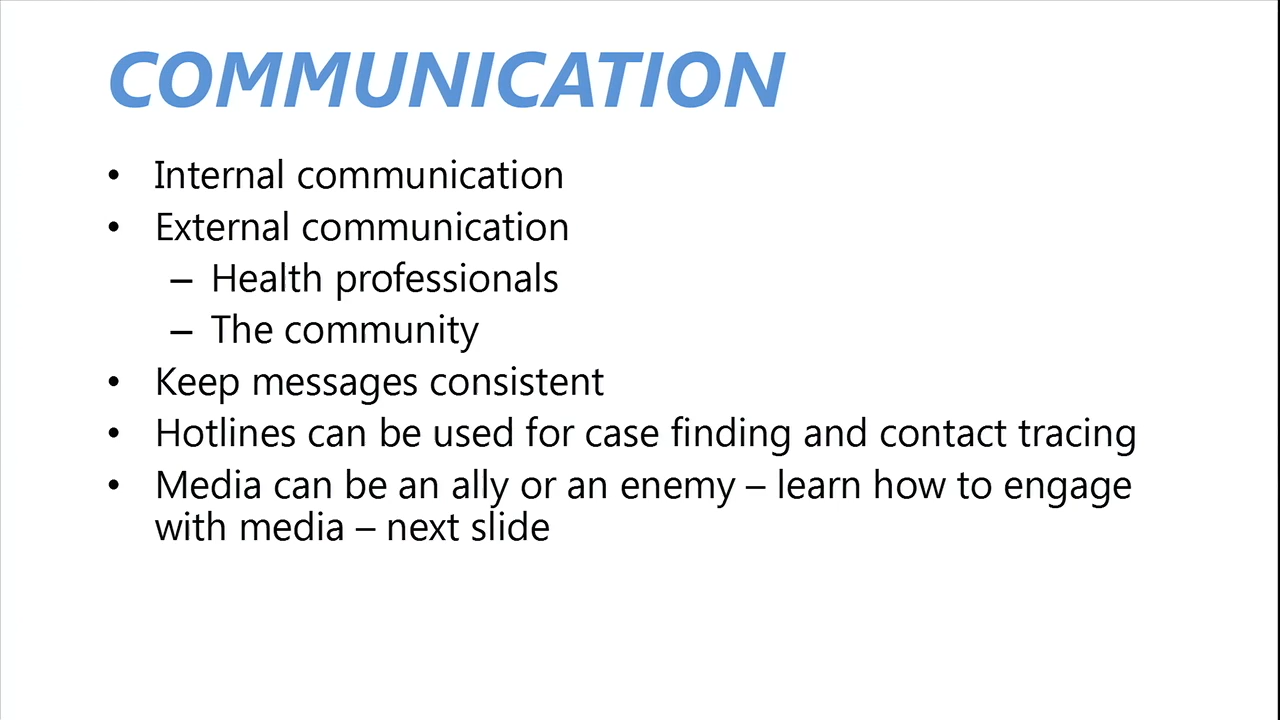 COMMUNICATION
• Internal communication
• External communication
– Health professionals
– The community
• Keep messages consistent
• Hotlines can be used for case finding and contact tracing
• Media can be an ally or an enemy – learn how to engage
with media – next slide